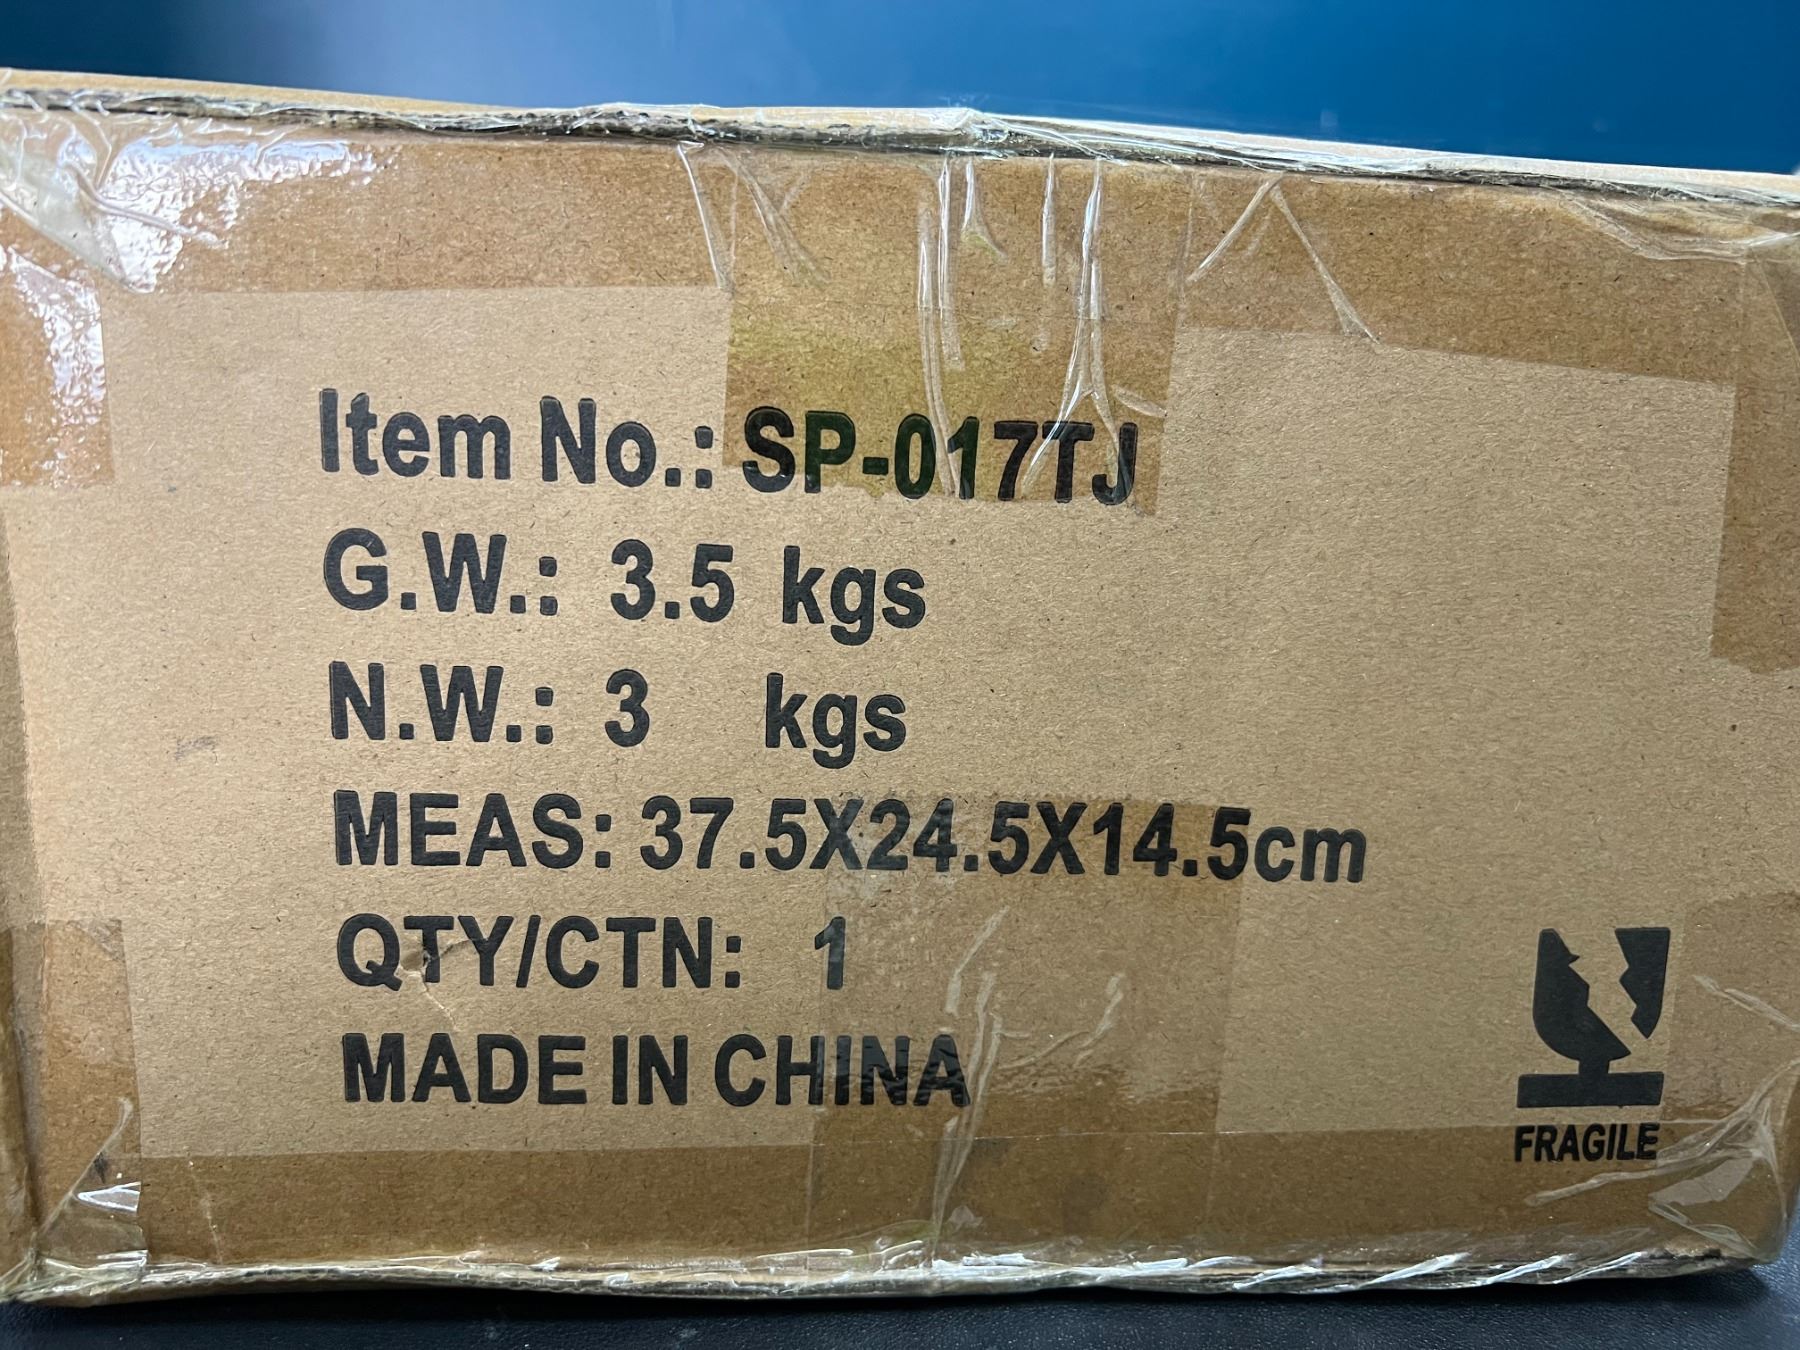 Item No.: SP-017TJ
G.W.: 3.5 kgs
N.W.: 3 kgs
MEAS: 37.5X24.5X14.5cm
QTY/CTN: 1
MADE IN CHINA
FRAGILE